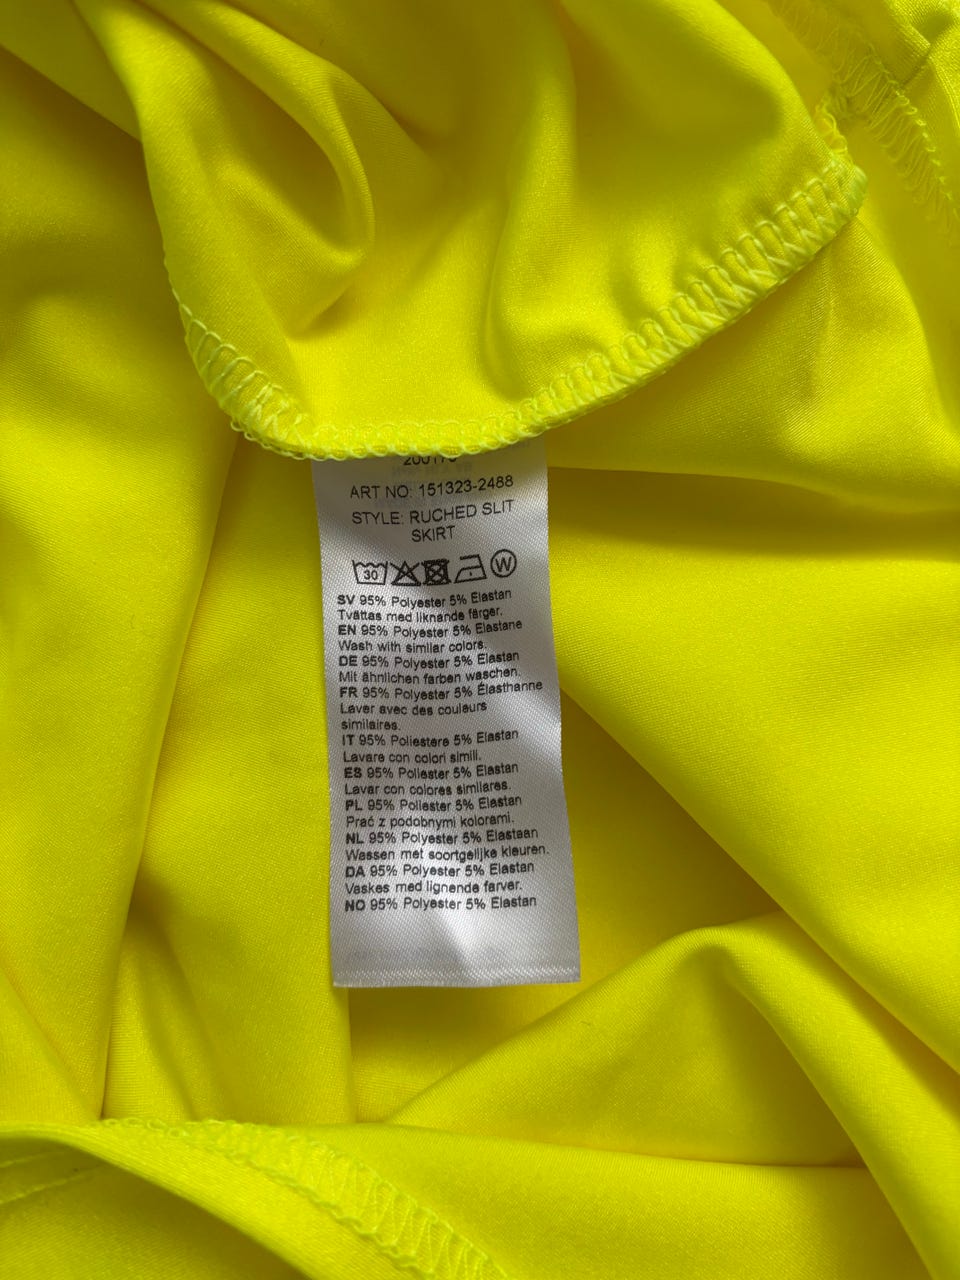 ART NO: 151323-2488
STYLE: RUCHED SLIT
SKIRT
30 W
SV 95% Polyester 5% Elastan
Tvättas med liknande färger.
EN 95% Polyester 5% Elastane
Wash with similar colors.
DE 95% Polyester 5% Elastan
Mit ähnlichen farben waschen.
FR 95% Polyester 5% Élasthanne
Laver avec des couleurs
similaires.
IT 95% Poliestere 5% Elastan
Lavare con colori simili.
ES 95% Poliester 5% Elastan
Lavar con colores similares.
PL 95% Poliester 5% Elastan
Prać z podobnymi kolorami.
NL 95% Polyester 5% Elastaan
Wassen met soortgelijke kleuren.
DA 95% Polyester 5% Elastan
Vaskes med lignende farver.
NO 95% Polyester 5% Elastan